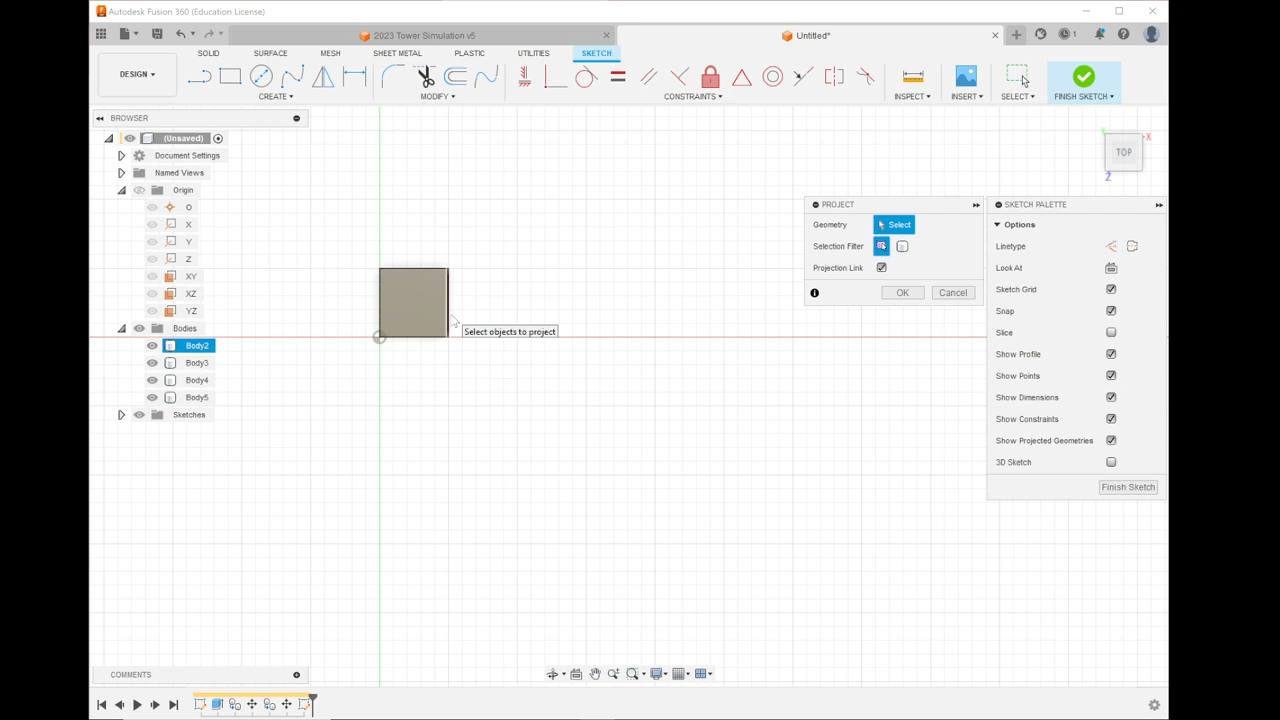 Autodesk Fusion 360 (Education License)
2023 Tower Simulation v5
Untitled*
1
SOLID SURFACE MESH SHEET METAL PLASTIC UTILITIES SKETCH
DESIGN
CREATE MODIFY CONSTRAINTS INSPECT INSERT SELECT FINISH SKETCH
BROWSER
(Unsaved)
Document Settings
Named Views
Origin
O
X
Y
Z
XY
XZ
YZ
Bodies
Body2
Body3
Body4
Body5
Sketches
TOP
X
Y
Z
PROJECT
Geometry Select
Selection Filter
Projection Link
OK Cancel
SKETCH PALETTE
Options
Linetype
Look At
Sketch Grid
Snap
Slice
Show Profile
Show Points
Show Dimensions
Show Constraints
Show Projected Geometries
3D Sketch
Finish Sketch
Select objects to project
COMMENTS